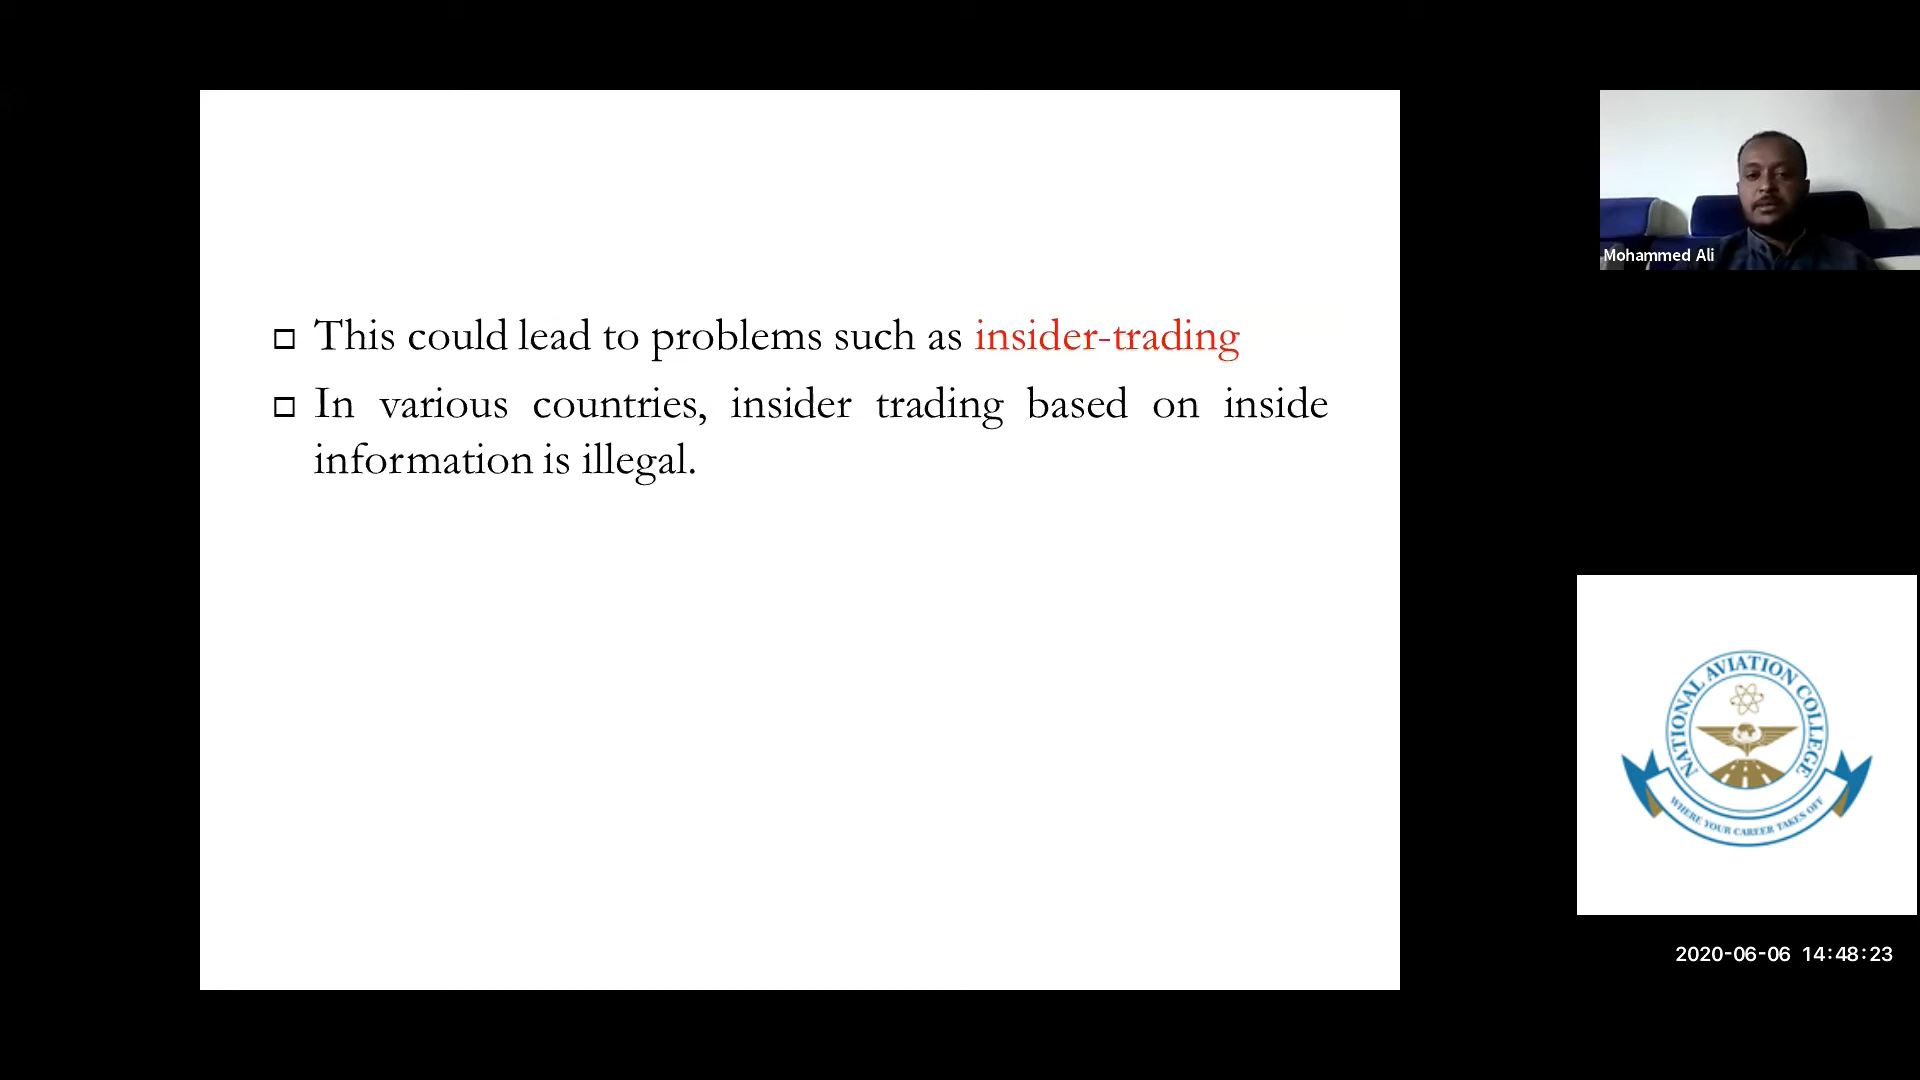 This could lead to problems such as insider-trading
In various countries, insider trading based on inside
information is illegal.
Mohammed Ali
NATIONAL AVIATION COLLEGE
WHERE YOUR CAREER TAKES OFF
2020-06-06 14:48:23